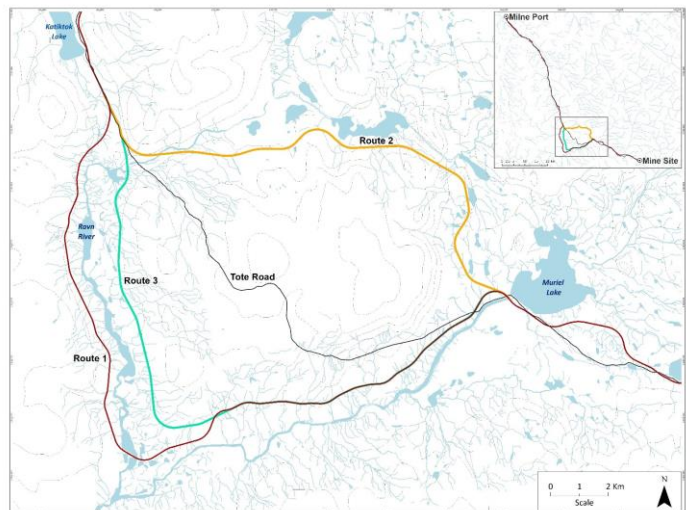 Katiktok
Lake
Milne Port
Mine Site
Route 2
Ravn
River
Route 3
Tote Road
Muriel
Lake
Route 1
N
0 1 2 Km
Scale